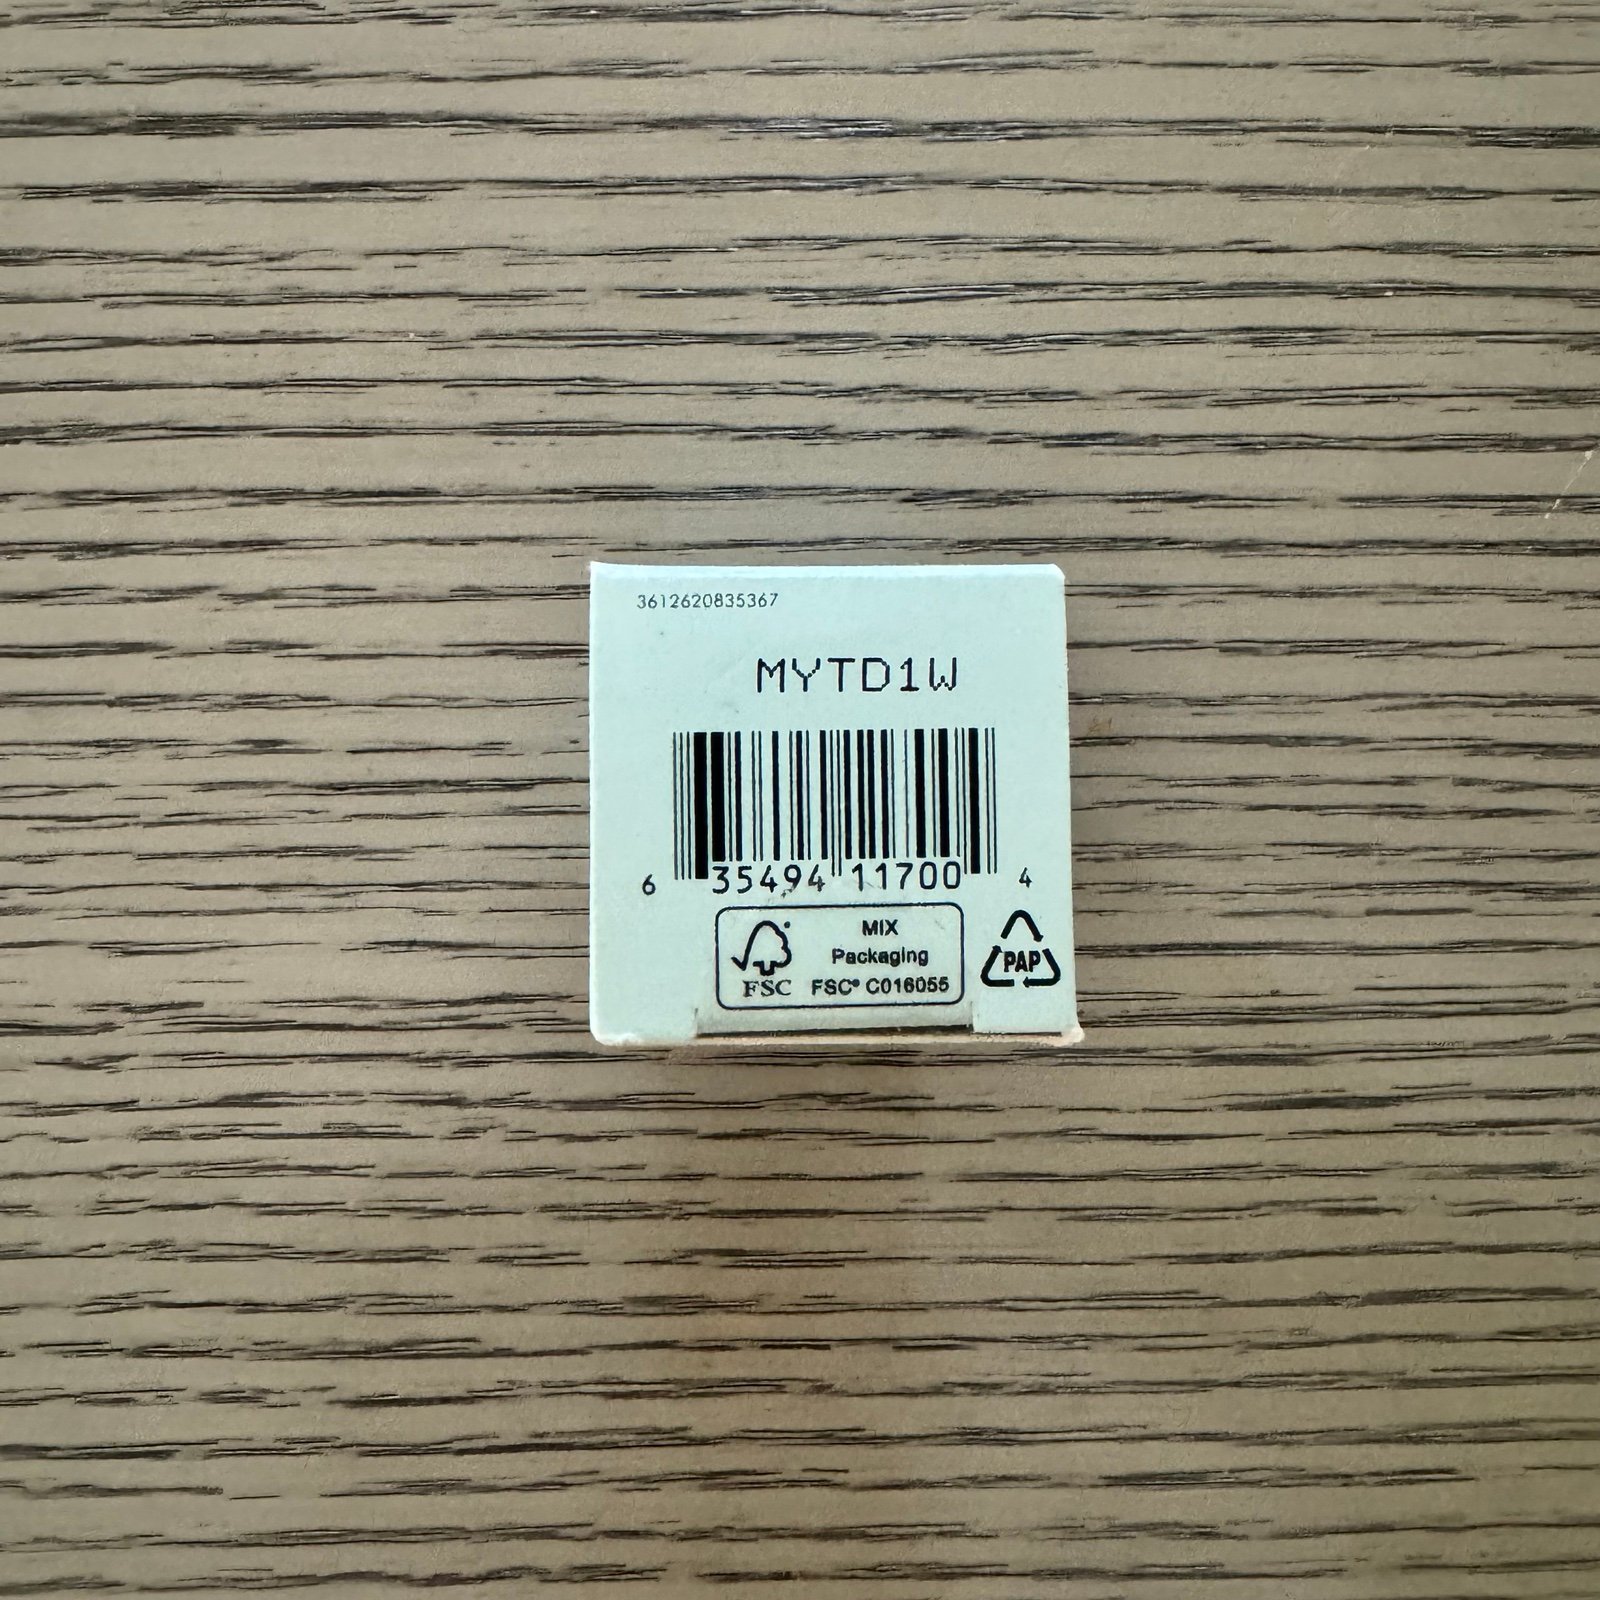 3612620835367
MYTD1W
6 35494 11700 4
MIX
Packaging
FSC FSC® C016055
PAP